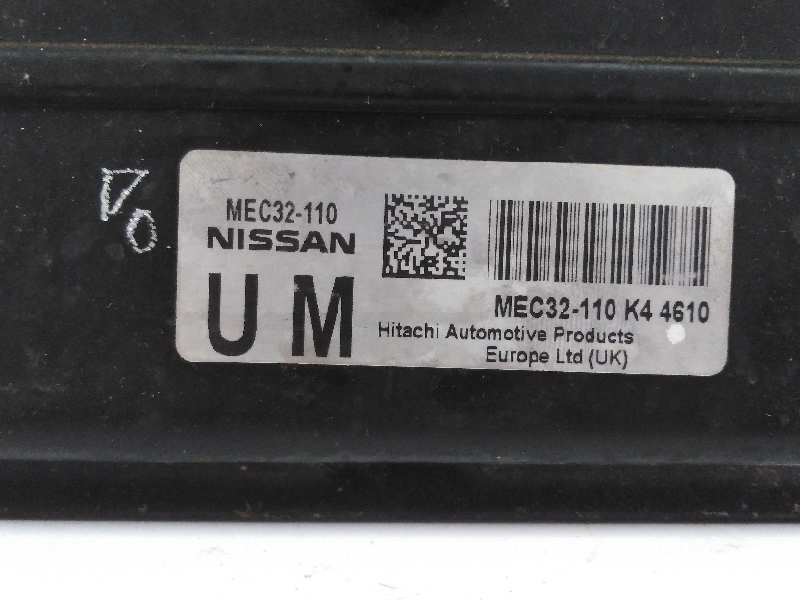 MEC32-110
NISSAN
U M
MEC32-110 K4 4610
Hitachi Automotive Products
Europe Ltd (UK)